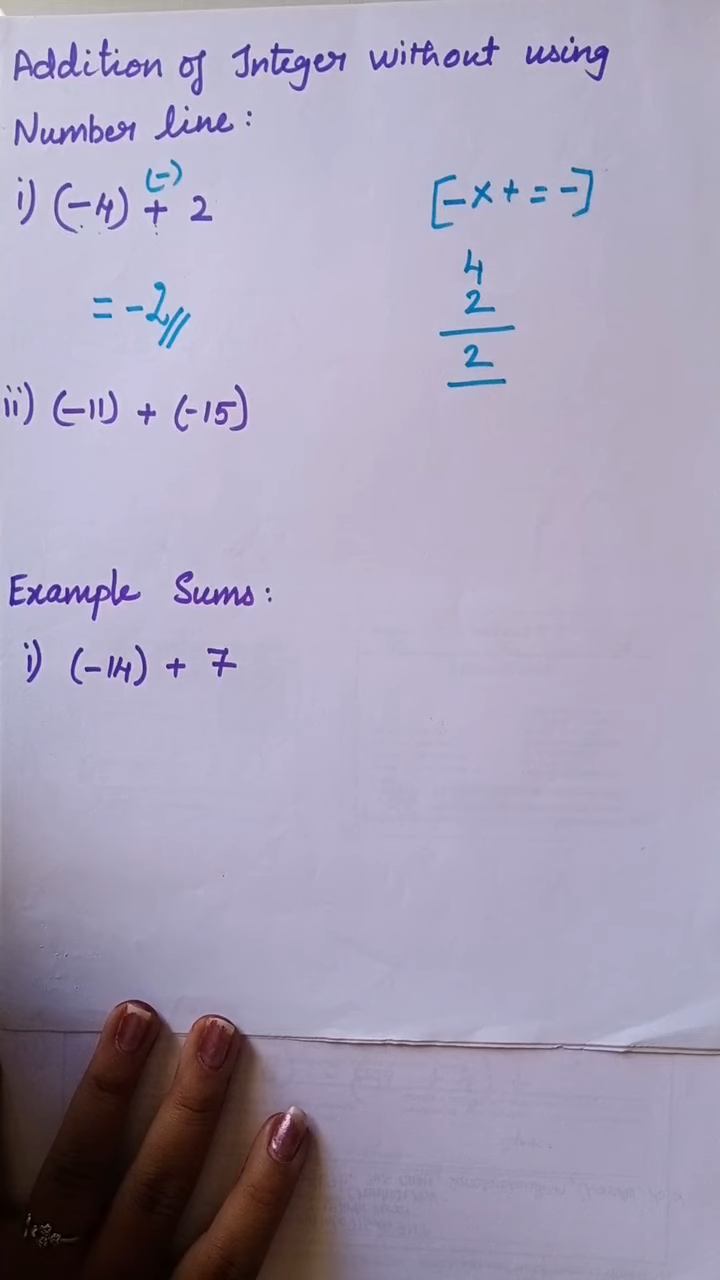 Addition of Integer without using
Number line:
(-)
i) (-4) + 2
[- x + = -]
4
2
2
= -2//
ii) (-11) + (-15)
Example Sums:
i) (-14) + 7